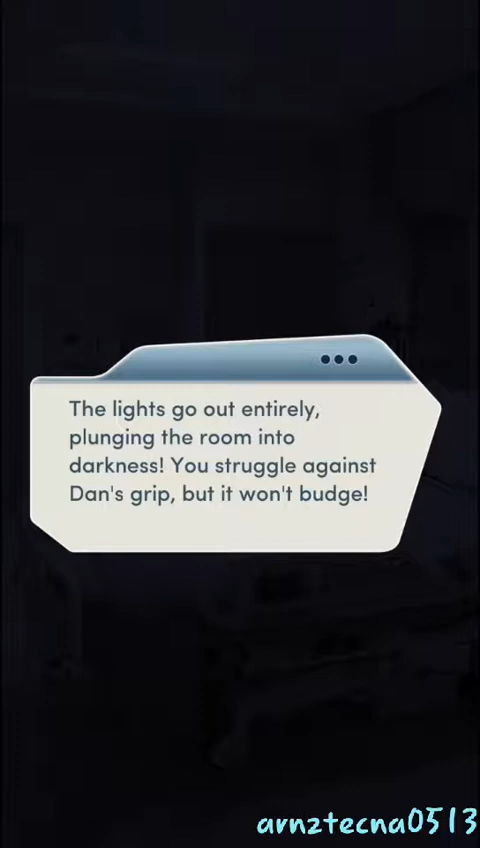 The lights go out entirely,
plunging the room into
darkness! You struggle against
Dan's grip, but it won't budge!
arnztecna0513